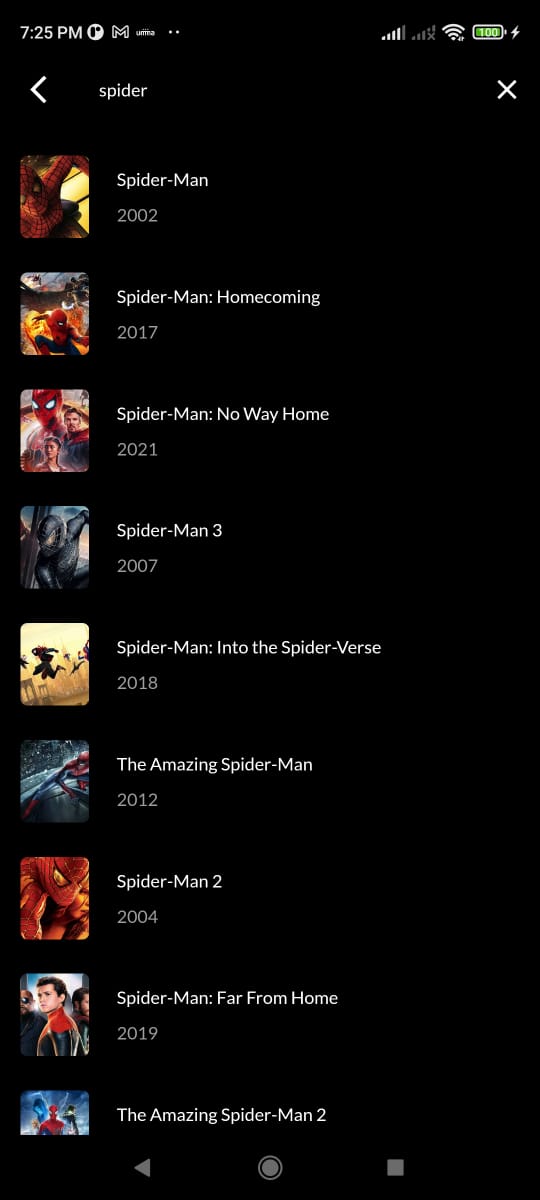 7:25 PM
100
spider
Spider-Man
2002
Spider-Man: Homecoming
2017
Spider-Man: No Way Home
2021
Spider-Man 3
2007
Spider-Man: Into the Spider-Verse
2018
The Amazing Spider-Man
2012
Spider-Man 2
2004
Spider-Man: Far From Home
2019
The Amazing Spider-Man 2